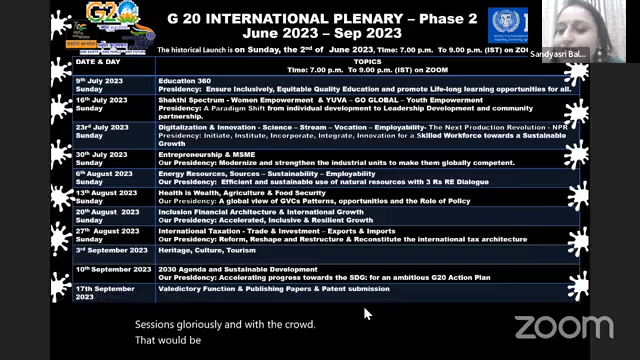 G 20 INTERNATIONAL PLENARY – Phase 2
June 2023 – Sep 2023
The historical Launch is on Sunday, the 2nd of June 2023, Time: 7.00 p.m. To 9.00 p.m. (IST) on ZOOM
Sandyasri Bal...
DATE & DAY
TOPICS
Time: 7.00 p.m. To 9.00 p.m. (IST) on ZOOM
9th July 2023
Sunday
Education 360
Presidency: Ensure Inclusively, Equitable Quality Education and promote Life-long learning opportunities for all.
16th July 2023
Sunday
Shakthi Spectrum - Women Empowerment & YUVA – GO GLOBAL – Youth Empowerment
Presidency: A Paradigm Shift from individual development to Leadership Development and community
partnership.
23rd July 2023
Sunday
Digitalization & Innovation - Science – Stream – Vocation – Employability- The Next Production Revolution - NPR
Presidency: Initiate, Institute, Incorporate, Integrate, Innovation for a Skilled Workforce towards a Sustainable
Growth
30th July 2023
Sunday
Entrepreneurship & MSME
Our Presidency: Modernize and strengthen the industrial units to make them globally competent.
6th August 2023
Sunday
Energy Resources, Sources – Sustainability – Employability
Our Presidency: Efficient and sustainable use of natural resources with 3 Rs RE Dialogue
13th August 2023
Sunday
Health is Wealth, Agriculture & Food Security
Our Presidency: A global view of GVCs Patterns, opportunities and the Role of Policy
20th August 2023
Sunday
Inclusion Financial Architecture & International Growth
Our Presidency: Accelerated, Inclusive & Resilient Growth
27th August 2023
Sunday
International Taxation - Trade & Investment – Exports & Imports
Our Presidency: Reform, Reshape and Restructure & Reconstitute the international tax architecture
3rd September 2023
Heritage, Culture, Tourism
10th September 2023
2030 Agenda and Sustainable Development
Our Presidency: Accelerating progress towards the SDG: for an ambitious G20 Action Plan
17th September
2023
Valedictory Function & Publishing Papers & Patent submission
Sessions gloriously and with the crowd.
That would be
zoom